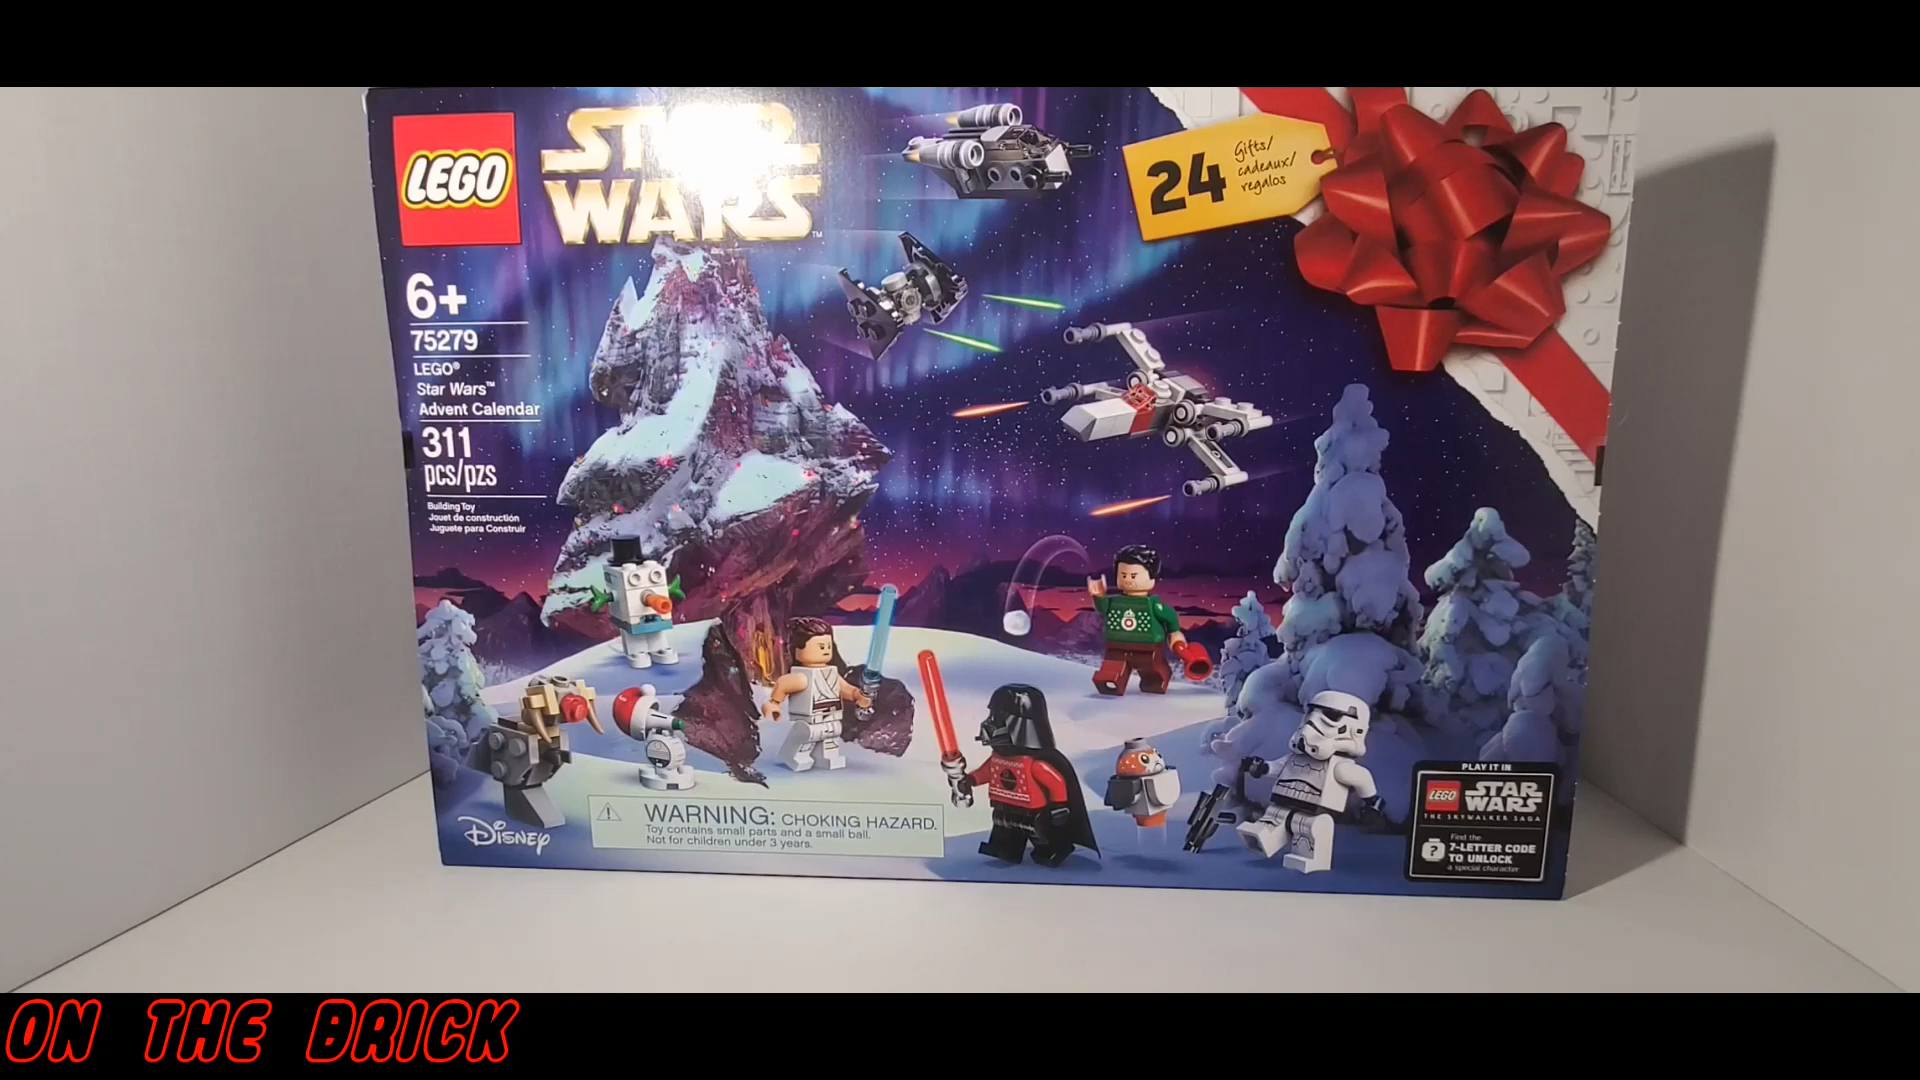 LEGO
STAR
WARS™
24
Gifts/
cadeaux/
regalos
6+
75279
LEGO®
Star Wars™
Advent Calendar
311
pcs/pzs
Building Toy
Jouet de construction
Juguete para Construir
Disney
WARNING: CHOKING HAZARD.
Toy contains small parts and a small ball.
Not for children under 3 years.
PLAY IT IN
LEGO STAR
WARS
THE SKYWALKER SAGA
?
Find the
7-LETTER CODE
TO UNLOCK
a special character
ON THE BRICK